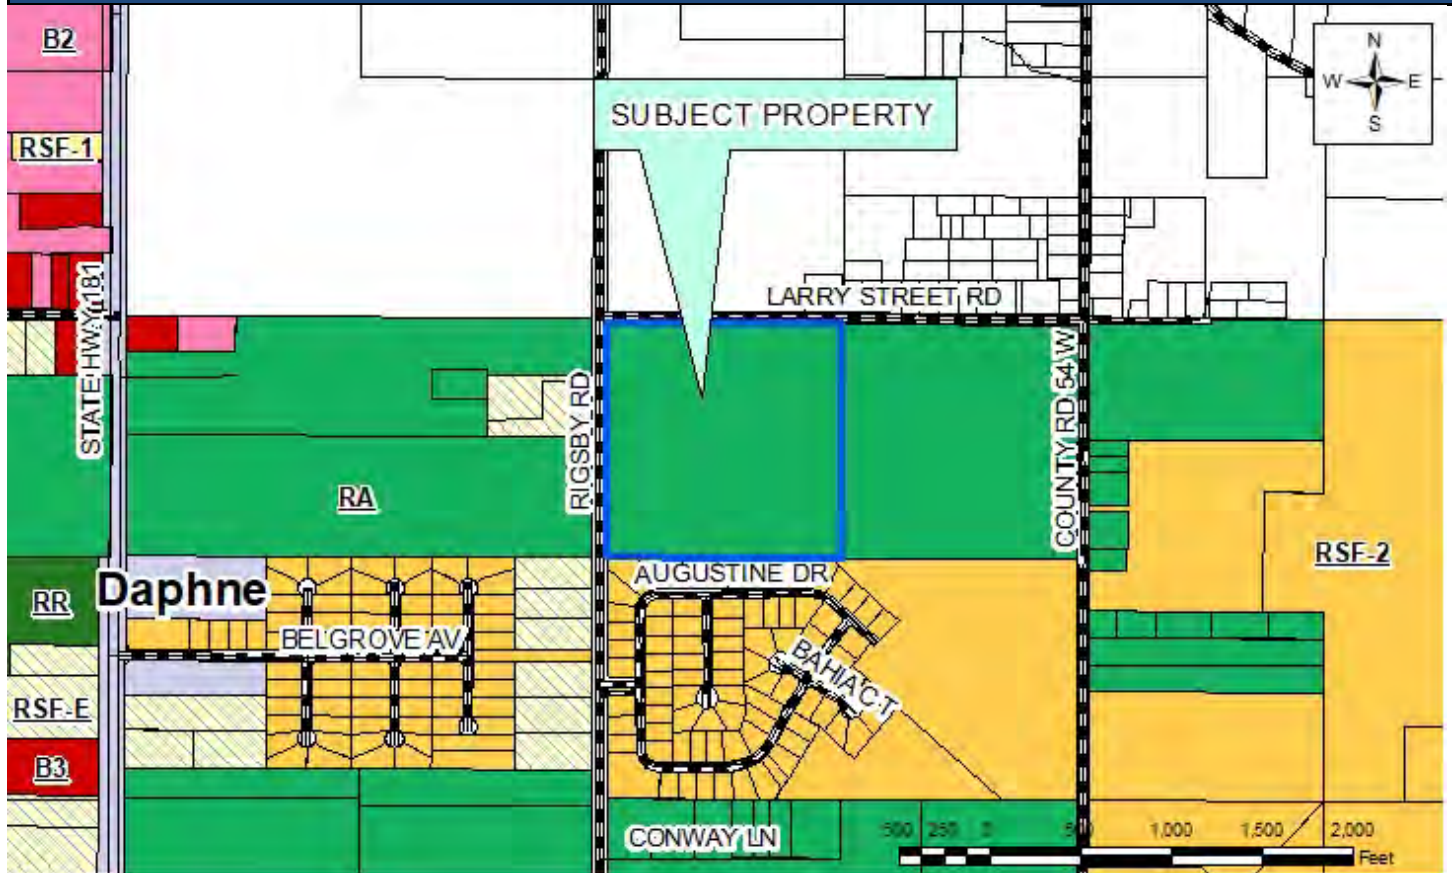 B2
N
W E
S
SUBJECT PROPERTY
RSF-1
LARRY STREET RD
STATE HWY 181
RIGSBY RD
COUNTY RD 54 W
RA
RSF-2
AUGUSTINE DR
Daphne
RR
BELGROVE AV
BAHIA CT
RSF-E
B3
CONWAY LN
500 250 0 500 1,000 1,500 2,000
Feet